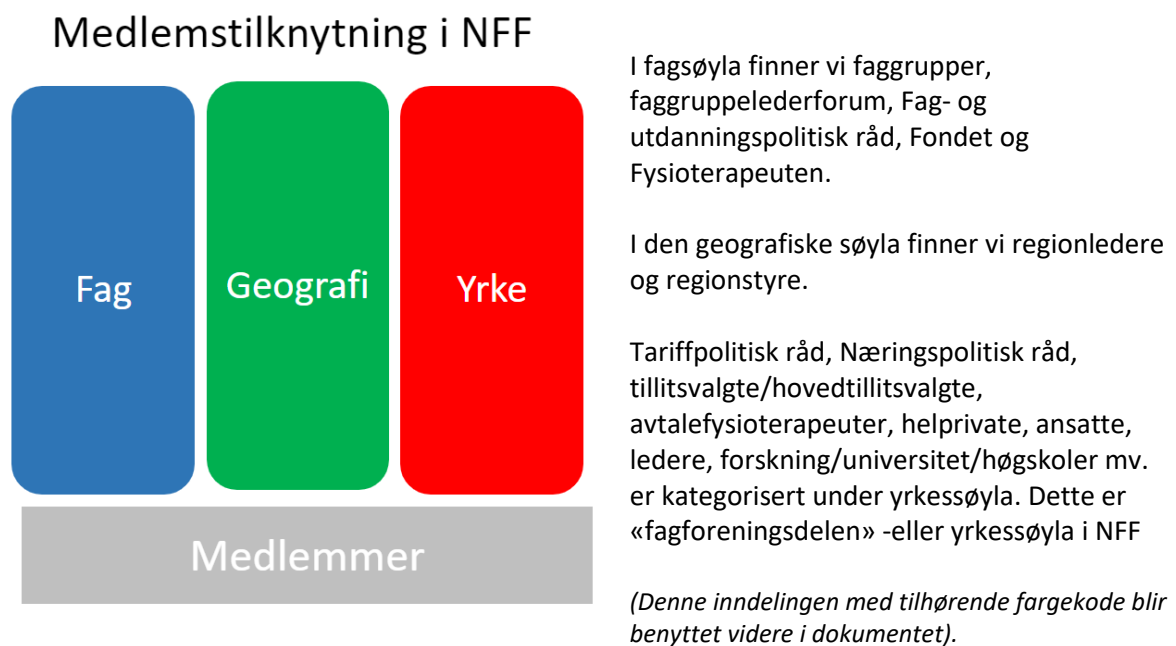 Medlemstilknytning i NFF
Fag
Geografi
Yrke
Medlemmer
I fagsøyla finner vi faggrupper,
faggruppelederforum, Fag- og
utdanningspolitisk råd, Fondet og
Fysioterapeuten.
I den geografiske søyla finner vi regionledere
og regionstyre.
Tariffpolitisk råd, Næringspolitisk råd,
tillitsvalgte/hovedtillitsvalgte,
avtalefysioterapeuter, helprivate, ansatte,
ledere, forskning/universitet/høgskoler mv.
er kategorisert under yrkessøyla. Dette er
«fagforeningsdelen» -eller yrkessøyla i NFF
(Denne inndelingen med tilhørende fargekode blir
benyttet videre i dokumentet).